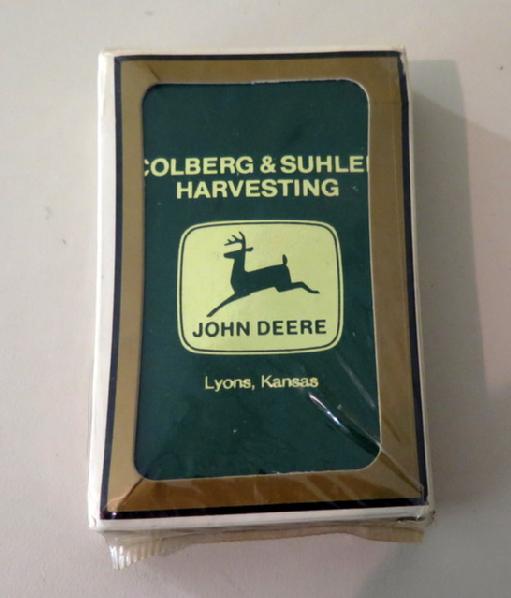 COLBERG & SUHLE
HARVESTING
JOHN DEERE
Lyons, Kansas